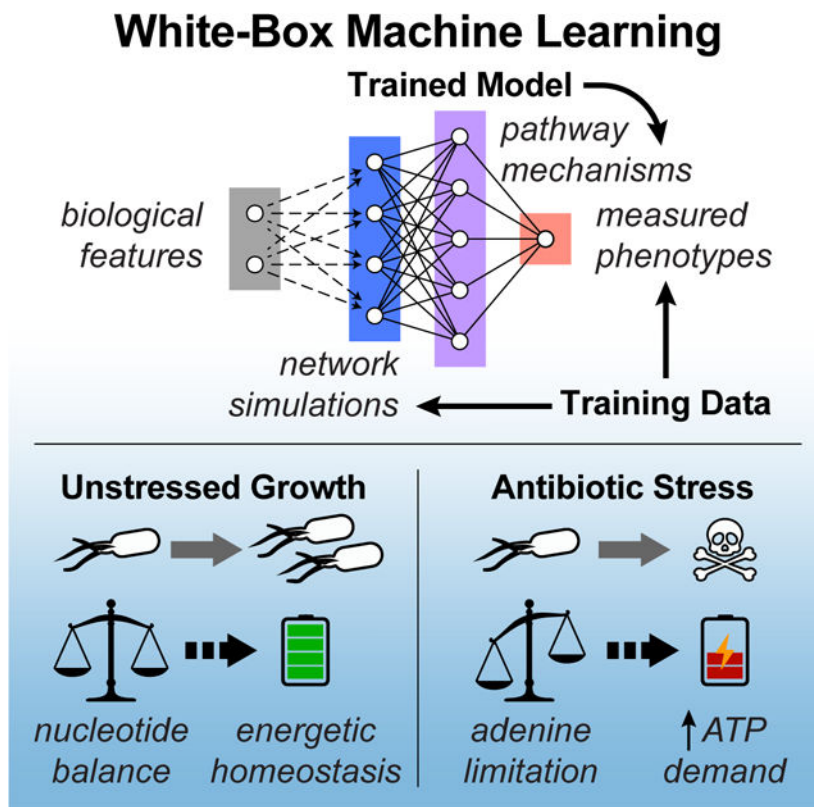 White-Box Machine Learning
Trained Model
pathway
mechanisms
biological
features
measured
phenotypes
network
simulations
Training Data
Unstressed Growth
Antibiotic Stress
nucleotide
balance
energetic
homeostasis
adenine
limitation
↑ ATP
demand